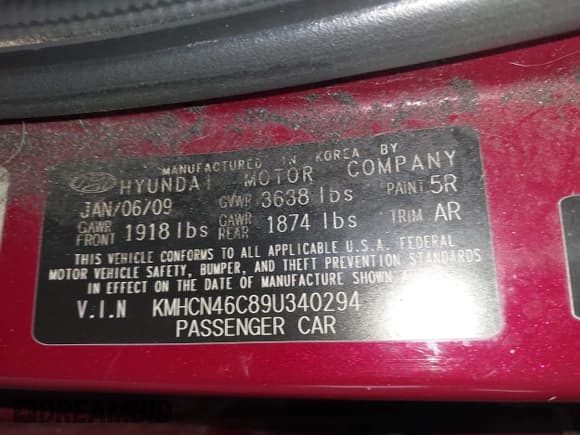 MANUFACTURED IN KOREA BY
HYUNDAI MOTOR COMPANY
JAN/06/09 GVWR 3638 lbs PAINT 5R
GAWR FRONT 1918 lbs GAWR REAR 1874 lbs TRIM AR
THIS VEHICLE CONFORMS TO ALL APPLICABLE U.S.A. FEDERAL
MOTOR VEHICLE SAFETY, BUMPER, AND THEFT PREVENTION STANDARDS
IN EFFECT ON THE DATE OF MANUFACTURE SHOWN
V.I.N KMHCN46C89U340294
PASSENGER CAR
DREAMBID